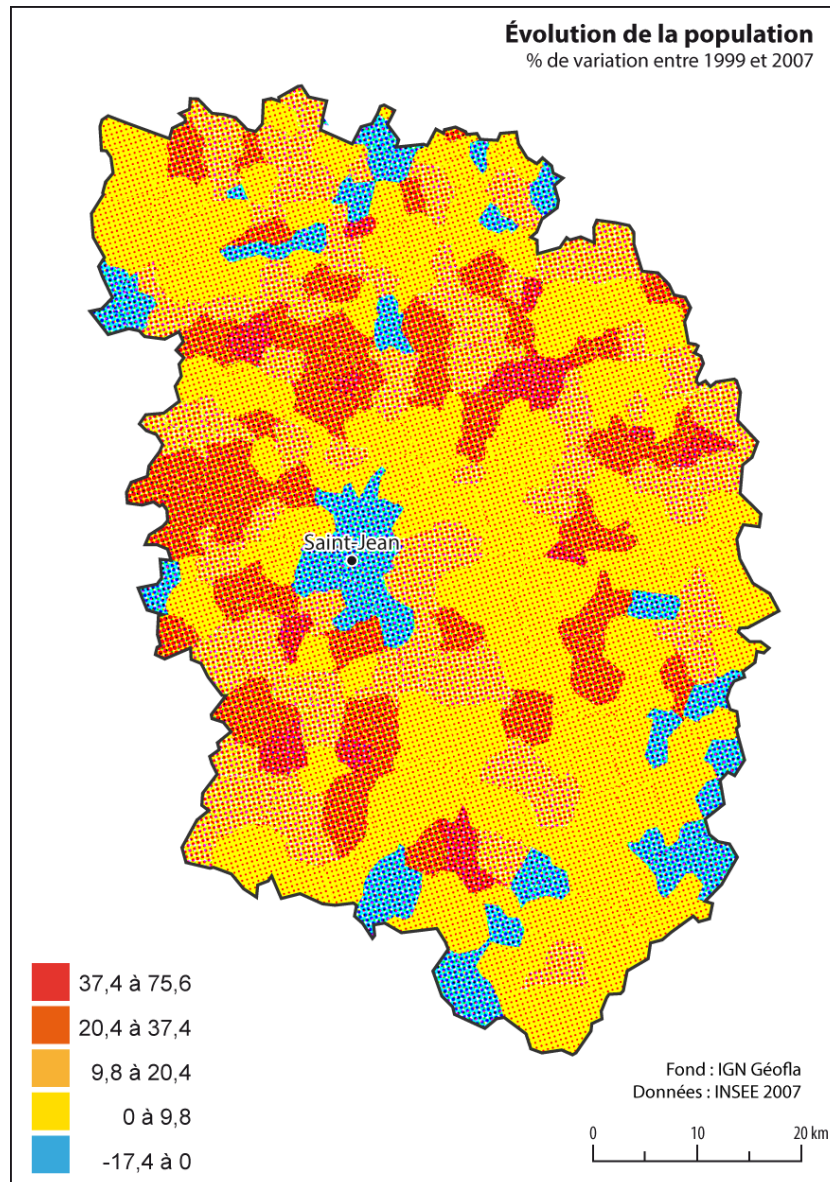 Évolution de la population
% de variation entre 1999 et 2007
Saint-Jean
37,4 à 75,6
20,4 à 37,4
9,8 à 20,4
0 à 9,8
-17,4 à 0
Fond : IGN Géofla
Données : INSEE 2007
0 10 20 km